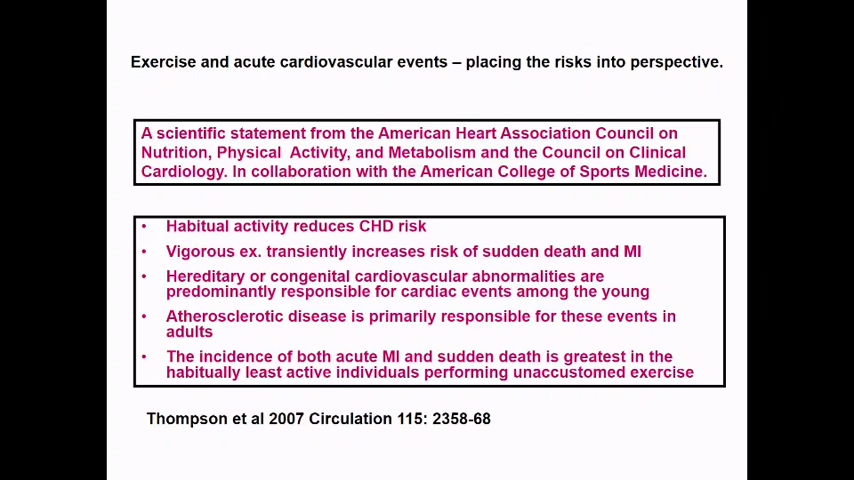 Exercise and acute cardiovascular events – placing the risks into perspective.
A scientific statement from the American Heart Association Council on
Nutrition, Physical Activity, and Metabolism and the Council on Clinical
Cardiology. In collaboration with the American College of Sports Medicine.
• Habitual activity reduces CHD risk
• Vigorous ex. transiently increases risk of sudden death and MI
• Hereditary or congenital cardiovascular abnormalities are
predominantly responsible for cardiac events among the young
• Atherosclerotic disease is primarily responsible for these events in
adults
• The incidence of both acute MI and sudden death is greatest in the
habitually least active individuals performing unaccustomed exercise
Thompson et al 2007 Circulation 115: 2358-68